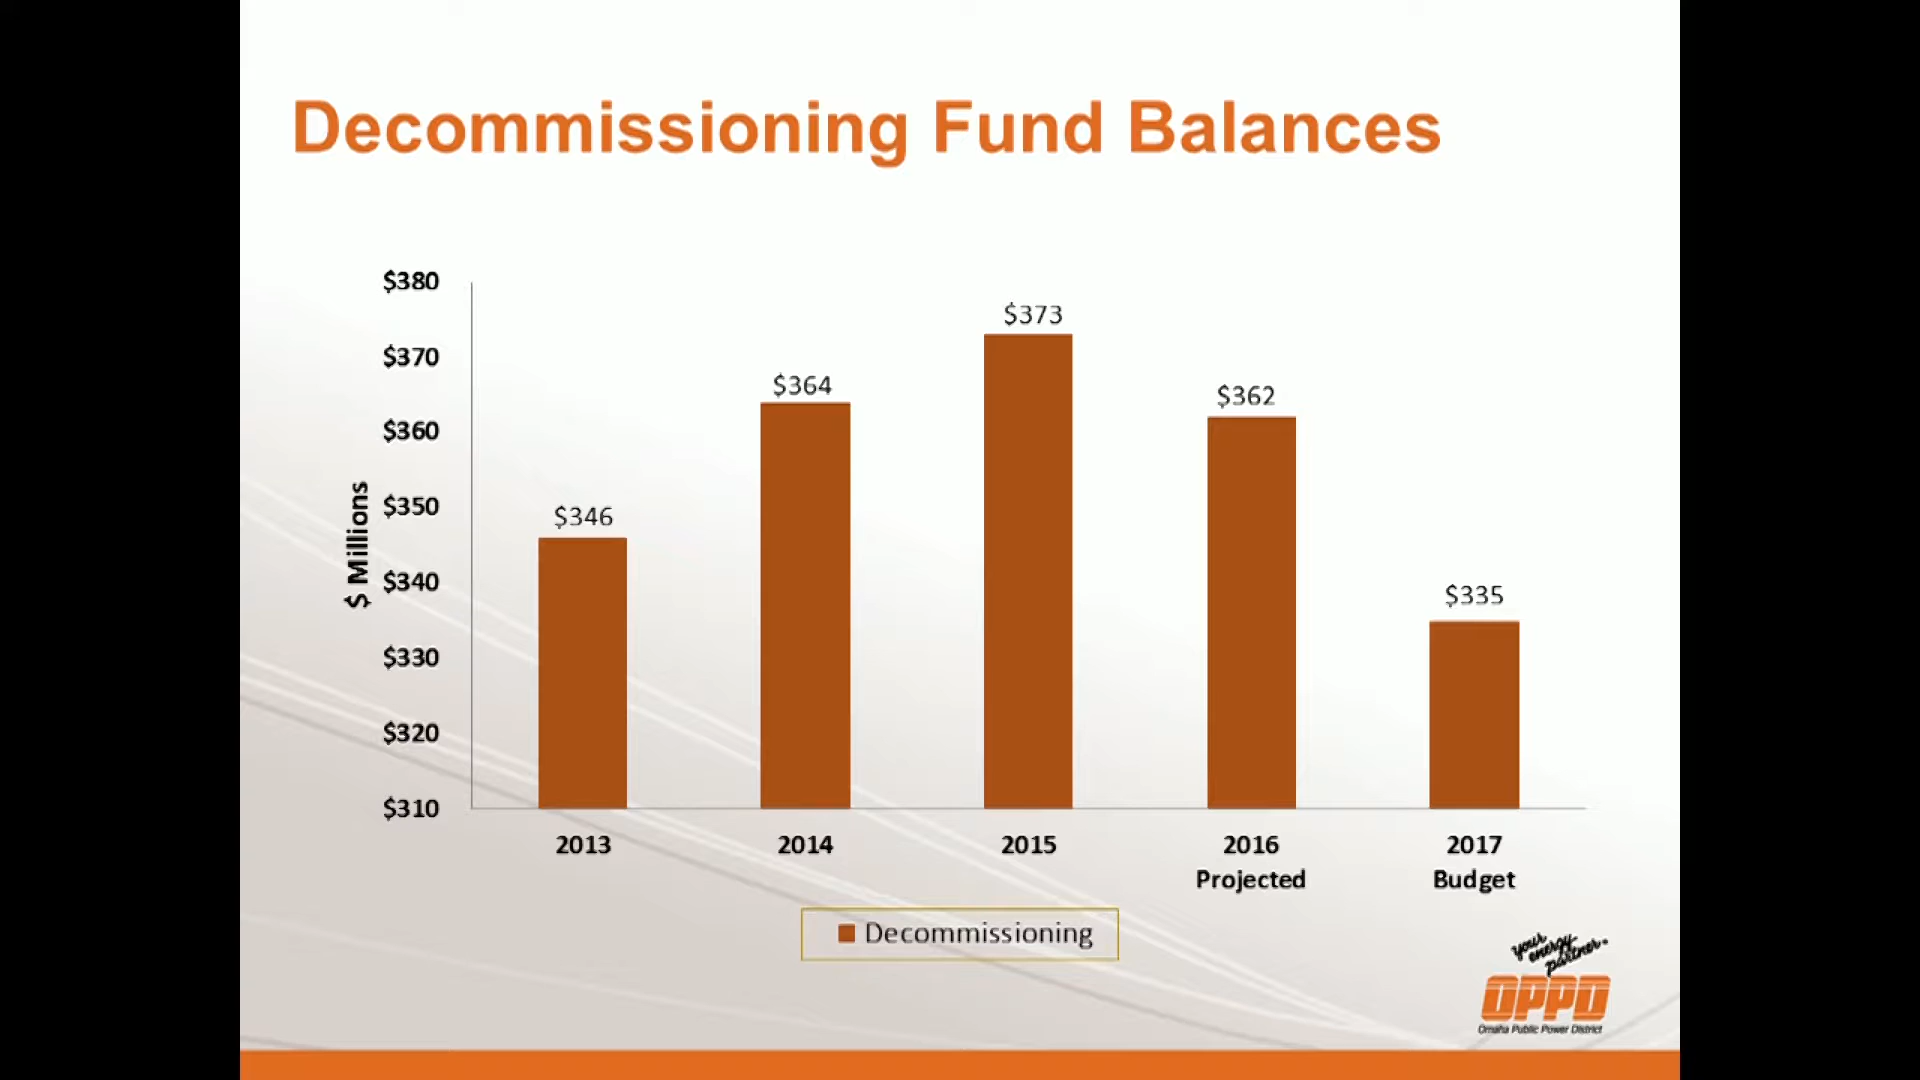 Decommissioning Fund Balances
$ Millions
$380
$370
$360
$350
$340
$330
$320
$310
$346
$364
$373
$362
$335
2013
2014
2015
2016
Projected
2017
Budget
Decommissioning
your
energy
partner
OPPD
Omaha Public Power District